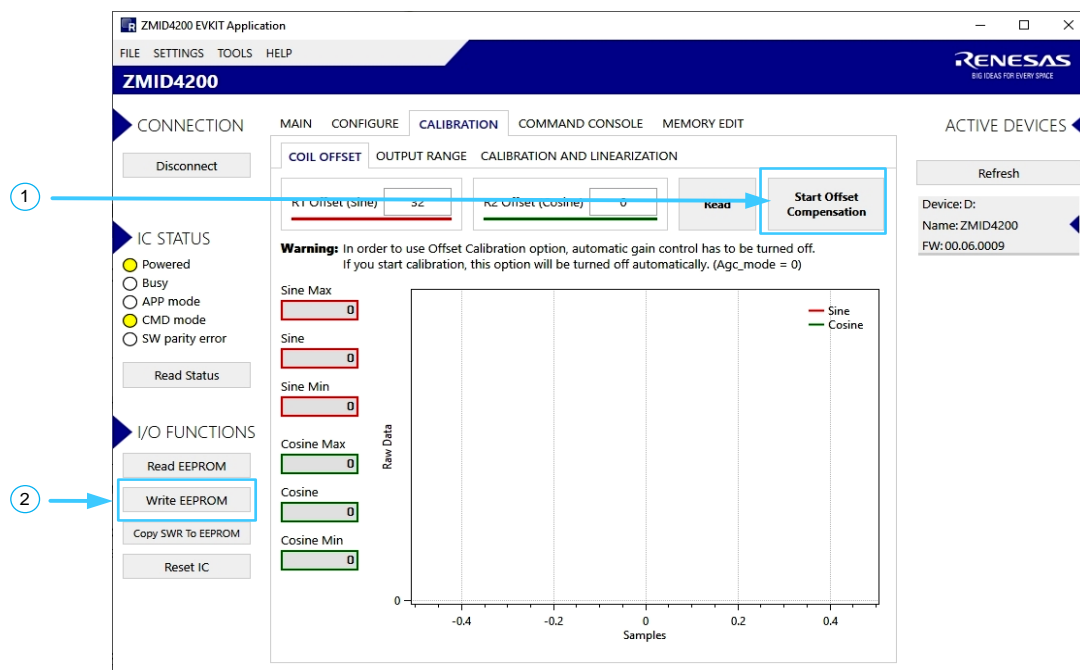 ZMID4200 EVKIT Application
FILE SETTINGS TOOLS HELP
RENESAS
BIG IDEAS FOR EVERY SPACE
ZMID4200
CONNECTION
Disconnect
MAIN CONFIGURE CALIBRATION COMMAND CONSOLE MEMORY EDIT
ACTIVE DEVICES
COIL OFFSET OUTPUT RANGE CALIBRATION AND LINEARIZATION
Refresh
1
R1 Offset (Sine) 32 R2 Offset (Cosine) 0 Read
Start Offset
Compensation
Device: D:
Name: ZMID4200
FW: 00.06.0009
IC STATUS
Powered
Busy
APP mode
CMD mode
SW parity error
Read Status
Warning: In order to use Offset Calibration option, automatic gain control has to be turned off.
If you start calibration, this option will be turned off automatically. (Agc_mode = 0)
Sine Max
0
Sine
0
Sine Min
0
Cosine Max
0
Cosine
0
Cosine Min
0
Sine
Cosine
Raw Data
0
-0.4 -0.2 0 0.2 0.4
Samples
I/O FUNCTIONS
Read EEPROM
2
Write EEPROM
Copy SWR To EEPROM
Reset IC